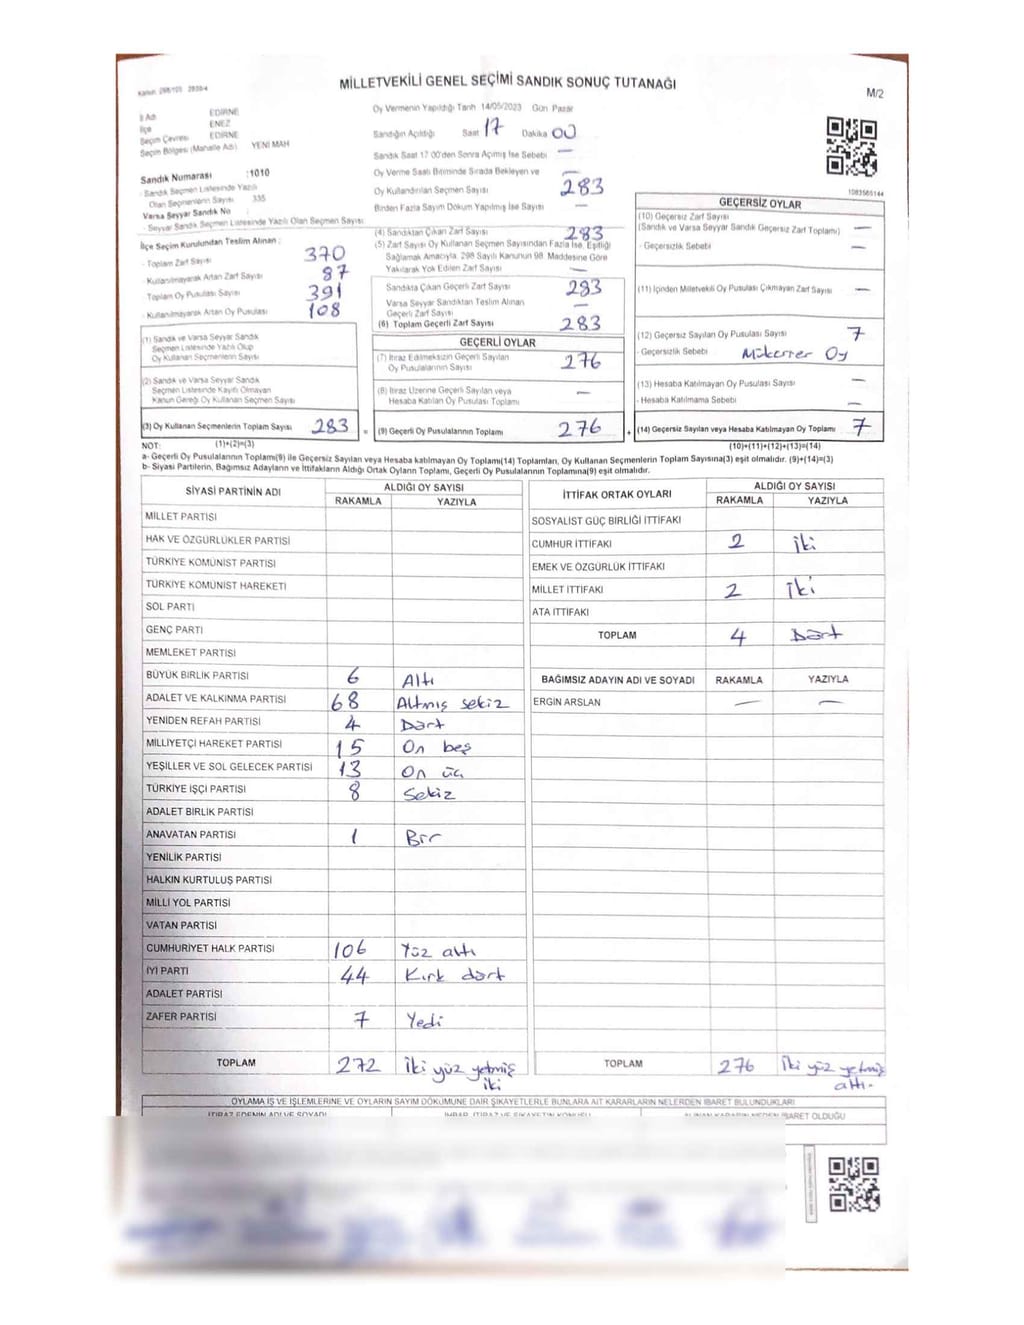 Kanun 298/105 2839/4
MİLLETVEKİLİ GENEL SEÇİMİ SANDIK SONUÇ TUTANAĞI
M/2
İl Adı EDİRNE
İlçe ENEZ
Seçim Çevresi EDİRNE
Seçim Bölgesi (Mahalle Adı) YENİ MAH
Sandık Numarası :1010
- Sandık Seçmen Listesinde Yazılı
Olan Seçmenlerin Sayısı 335
Varsa Seyyar Sandık No
- Seyyar Sandık Seçmen Listesinde Yazılı Olan Seçmen Sayısı
İlçe Seçim Kurulundan Teslim Alınan :
- Toplam Zarf Sayısı 370
- Kullanılmayarak Artan Zarf Sayısı 87
- Toplam Oy Pusulası Sayısı 391
- Kullanılmayarak Artan Oy Pusulası 108
(1) Sandık ve Varsa Seyyar Sandık
Seçmen Listesinde Yazılı Olup
Oy Kullanan Seçmenlerin Sayısı
(2) Sandık ve Varsa Seyyar Sandık
Seçmen Listesinde Kayıtlı Olmayan
Kanun Gereği Oy Kullanan Seçmen Sayısı
(3) Oy Kullanan Seçmenlerin Toplam Sayısı 283 =
Oy Vermenin Yapıldığı Tarih 14/05/2023 Gün Pazar
Sandığın Açıldığı Saat 17 Dakika 00
Sandık Saat 17:00'den Sonra Açılmış İse Sebebi —
Oy Verme Saati Bitiminde Sırada Bekleyen ve —
Oy Kullandırılan Seçmen Sayısı 283
Birden Fazla Sayım Döküm Yapılmış İse Sayısı —
(4) Sandıktan Çıkan Zarf Sayısı 283
(5) Zarf Sayısı Oy Kullanan Seçmen Sayısından Fazla İse, Eşitliği
Sağlamak Amacıyla, 298 Sayılı Kanunun 98. Maddesine Göre
Yakılarak Yok Edilen Zarf Sayısı —
Sandıkta Çıkan Geçerli Zarf Sayısı 283
Varsa Seyyar Sandıktan Teslim Alınan
Geçerli Zarf Sayısı —
(6) Toplam Geçerli Zarf Sayısı 283
GEÇERLİ OYLAR
(7) İtiraz Edilmeksizin Geçerli Sayılan
Oy Pusulalarının Sayısı 276
(8) İtiraz Üzerine Geçerli Sayılan veya
Hesaba Katılan Oy Pusulası Toplamı —
(9) Geçerli Oy Pusulalarının Toplamı 276 +
1083565144
GEÇERSİZ OYLAR
(10) Geçersiz Zarf Sayısı
(Sandık ve Varsa Seyyar Sandık Geçersiz Zarf Toplamı) —
- Geçersizlik Sebebi —
(11) İçinden Milletvekili Oy Pusulası Çıkmayan Zarf Sayısı —
(12) Geçersiz Sayılan Oy Pusulası Sayısı 7
- Geçersizlik Sebebi Mükerrer Oy
(13) Hesaba Katılmayan Oy Pusulası Sayısı —
- Hesaba Katılmama Sebebi —
(14) Geçersiz Sayılan veya Hesaba Katılmayan Oy Toplamı 7
NOT: (1)+(2)=(3) (10)+(11)+(12)+(13)=(14)
a- Geçerli Oy Pusulalarının Toplamı(9) ile Geçersiz Sayılan veya Hesaba katılmayan Oy Toplamı(14) Toplamları, Oy Kullanan Seçmenlerin Toplam Sayısına(3) eşit olmalıdır. (9)+(14)=(3)
b- Siyasi Partilerin, Bağımsız Adayların ve İttifakların Aldığı Ortak Oyların Toplamı, Geçerli Oy Pusulalarının Toplamına(9) eşit olmalıdır.
SİYASİ PARTİNİN ADI ALDIĞI OY SAYISI
RAKAMLA YAZIYLA
MİLLET PARTİSİ
HAK VE ÖZGÜRLÜKLER PARTİSİ
TÜRKİYE KOMÜNİST PARTİSİ
TÜRKİYE KOMÜNİST HAREKETİ
SOL PARTİ
GENÇ PARTİ
MEMLEKET PARTİSİ
BÜYÜK BİRLİK PARTİSİ 6 Altı
ADALET VE KALKINMA PARTİSİ 68 Altmış sekiz
YENİDEN REFAH PARTİSİ 4 Dört
MİLLİYETÇİ HAREKET PARTİSİ 15 On beş
YEŞİLLER VE SOL GELECEK PARTİSİ 13 On üç
TÜRKİYE İŞÇİ PARTİSİ 8 Sekiz
ADALET BİRLİK PARTİSİ
ANAVATAN PARTİSİ 1 Bir
YENİLİK PARTİSİ
HALKIN KURTULUŞ PARTİSİ
MİLLİ YOL PARTİSİ
VATAN PARTİSİ
CUMHURİYET HALK PARTİSİ 106 Yüz altı
İYİ PARTİ 44 Kırk dört
ADALET PARTİSİ
ZAFER PARTİSİ 7 Yedi
TOPLAM 272 İki yüz yetmiş
iki
İTTİFAK ORTAK OYLARI ALDIĞI OY SAYISI
RAKAMLA YAZIYLA
SOSYALİST GÜÇ BİRLİĞİ İTTİFAKI
CUMHUR İTTİFAKI 2 İki
EMEK VE ÖZGÜRLÜK İTTİFAKI
MİLLET İTTİFAKI 2 İki
ATA İTTİFAKI
TOPLAM 4 Dört
BAĞIMSIZ ADAYIN ADI VE SOYADI RAKAMLA YAZIYLA
ERGİN ARSLAN — —
TOPLAM 276 İki yüz yetmiş
altı.
OYLAMA İŞ VE İŞLEMLERİNE VE OYLARIN SAYIM DÖKÜMÜNE DAİR ŞİKAYETLERLE BUNLARA AİT KARARLARIN NELERDEN İBARET BULUNDUKLARI
İTİRAZ EDENİN ADI VE SOYADI İHBAR, İTİRAZ VE ŞİKAYETİN KONUSU ALINAN KARARIN NEDEN İBARET OLDUĞU